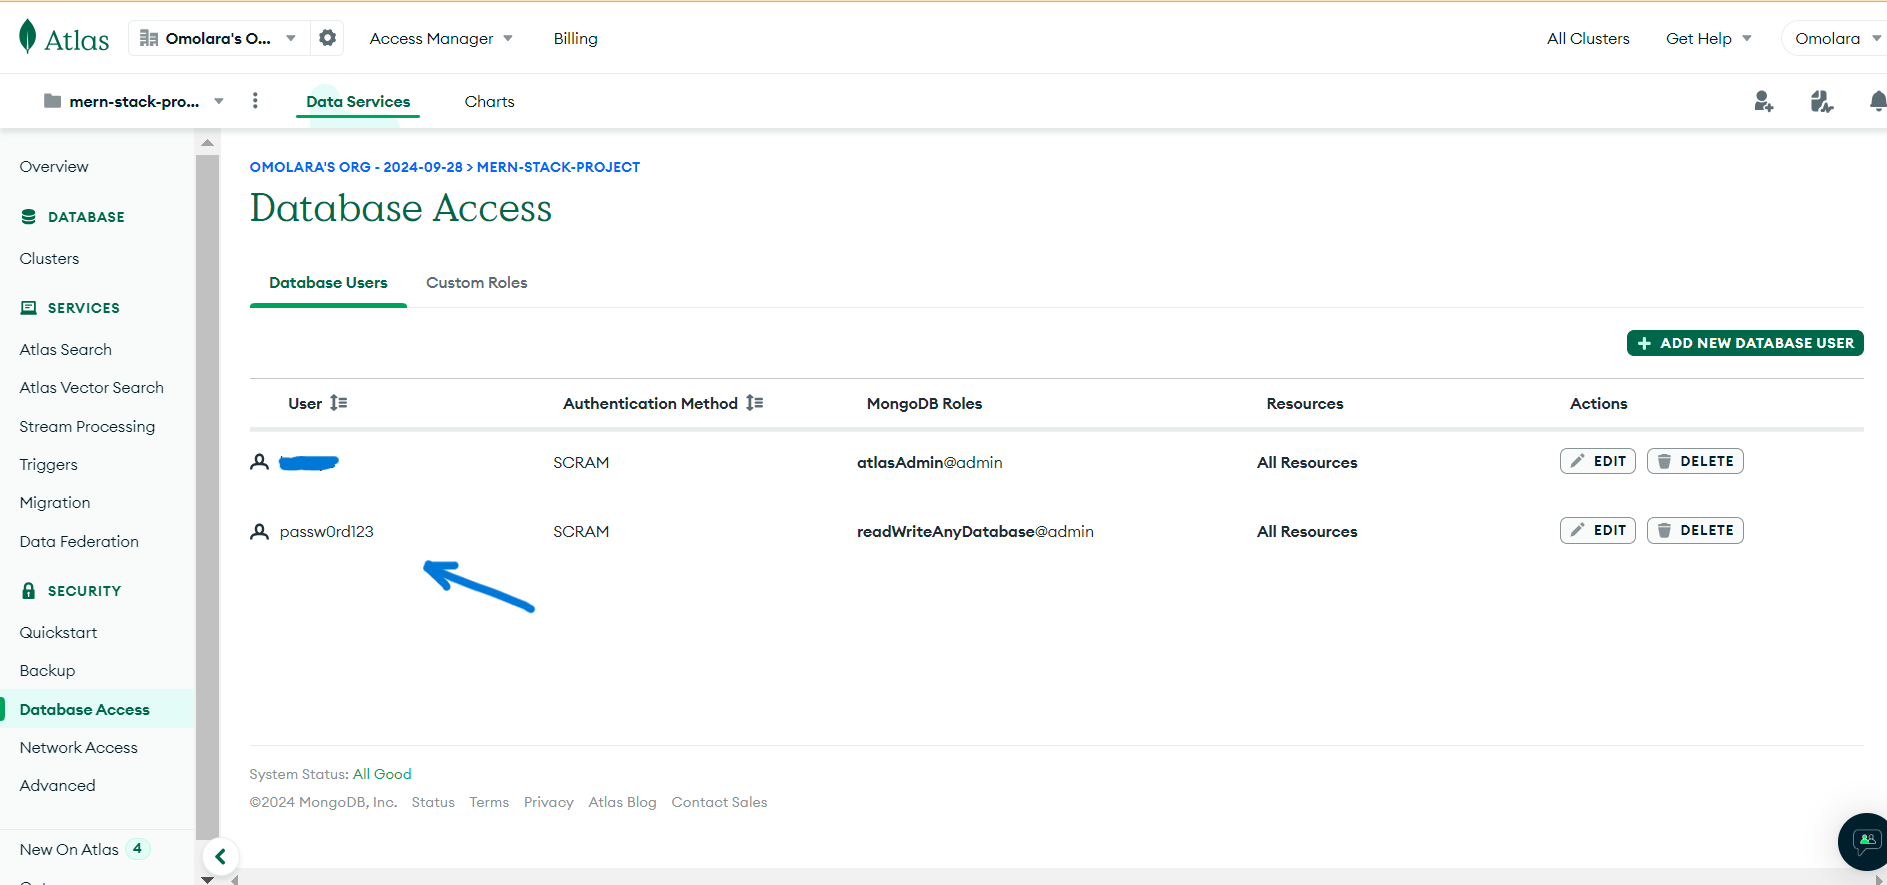 Atlas
Omolara's O...
Access Manager
Billing
All Clusters
Get Help
Omolara
mern-stack-pro...
Data Services
Charts
Overview
DATABASE
Clusters
SERVICES
Atlas Search
Atlas Vector Search
Stream Processing
Triggers
Migration
Data Federation
SECURITY
Quickstart
Backup
Database Access
Network Access
Advanced
New On Atlas 4
OMOLARA'S ORG - 2024-09-28 > MERN-STACK-PROJECT
Database Access
Database Users
Custom Roles
+ ADD NEW DATABASE USER
User Authentication Method MongoDB Roles Resources Actions
SCRAM atlasAdmin@admin All Resources EDIT DELETE
passw0rd123 SCRAM readWriteAnyDatabase@admin All Resources EDIT DELETE
System Status: All Good
©2024 MongoDB, Inc. Status Terms Privacy Atlas Blog Contact Sales